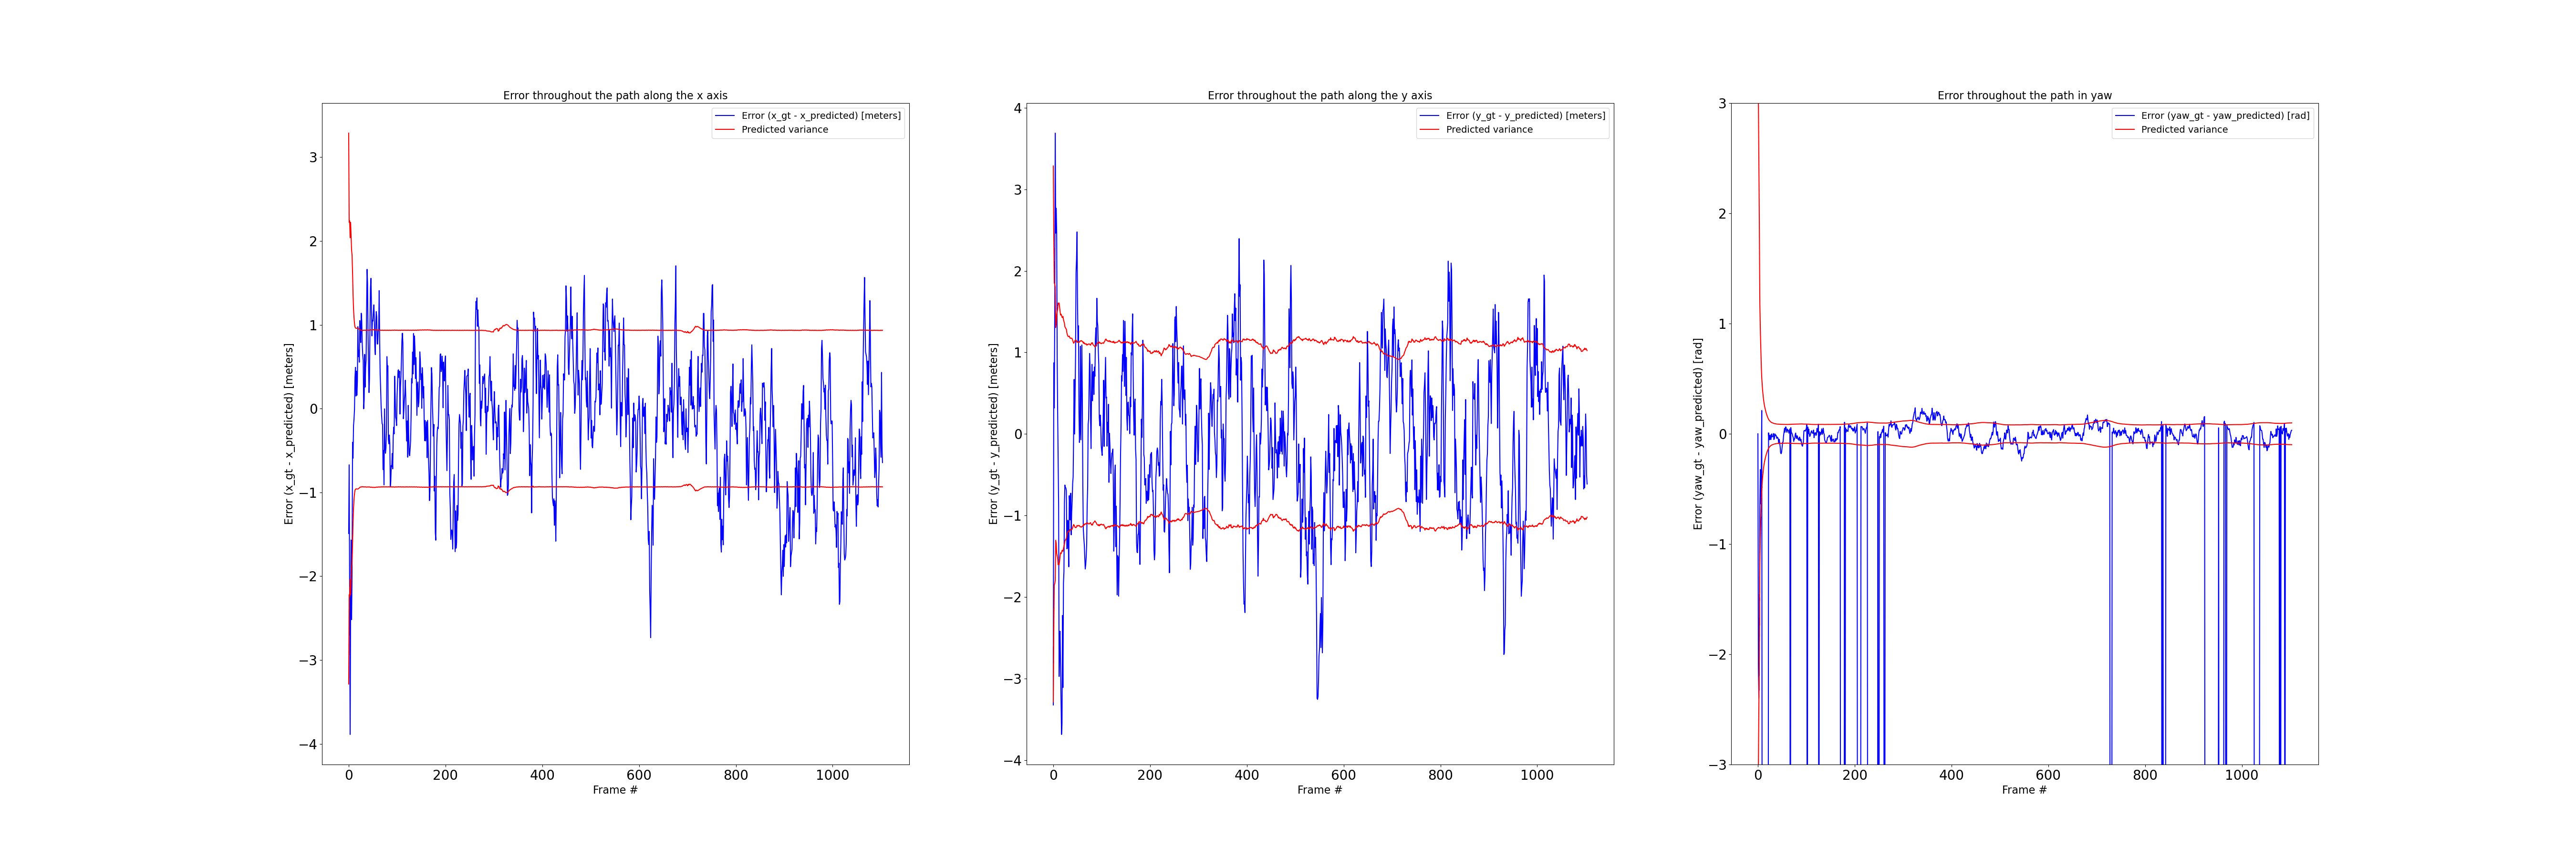 Error throughout the path along the x axis
Error (x_gt - x_predicted) [meters]
Predicted variance
3
2
1
0
−1
−2
−3
−4
Error (x_gt - x_predicted) [meters]
0 200 400 600 800 1000
Frame #
Error throughout the path along the y axis
Error (y_gt - y_predicted) [meters]
Predicted variance
4
3
2
1
0
−1
−2
−3
−4
Error (y_gt - y_predicted) [meters]
0 200 400 600 800 1000
Frame #
Error throughout the path in yaw
Error (yaw_gt - yaw_predicted) [rad]
Predicted variance
3
2
1
0
−1
−2
−3
Error (yaw_gt - yaw_predicted) [rad]
0 200 400 600 800 1000
Frame #